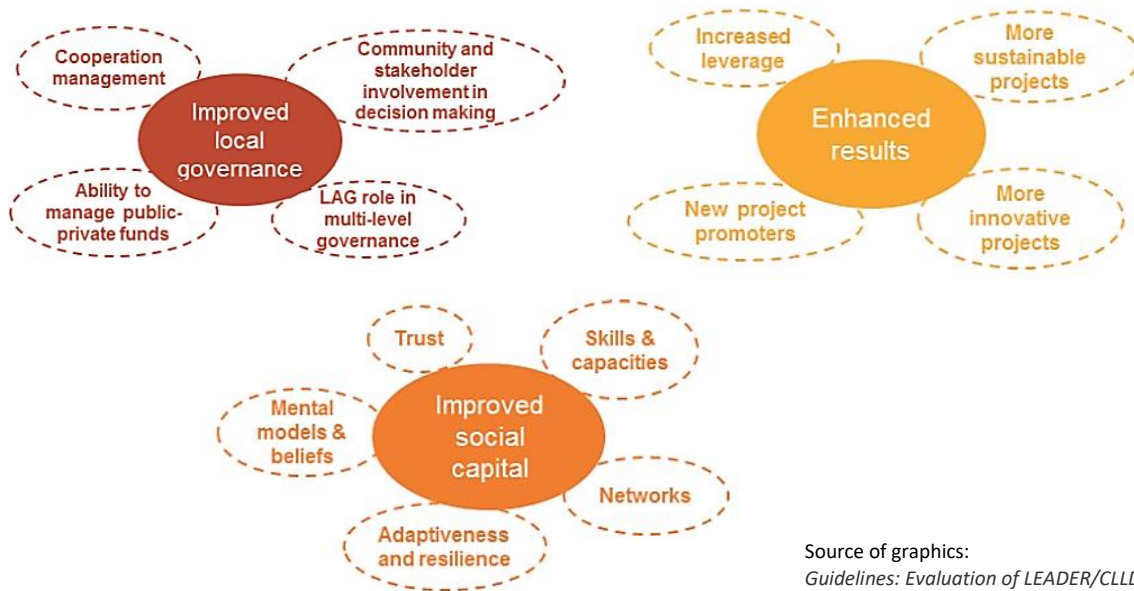 Cooperation
management
Community and
stakeholder
involvement in
decision making
Improved
local
governance
Ability to
manage public-
private funds
LAG role in
multi-level
governance
Increased
leverage
More
sustainable
projects
Enhanced
results
New project
promoters
More
innovative
projects
Trust
Skills &
capacities
Mental
models &
beliefs
Improved
social
capital
Networks
Adaptiveness
and resilience
Source of graphics:
Guidelines: Evaluation of LEADER/CLLD